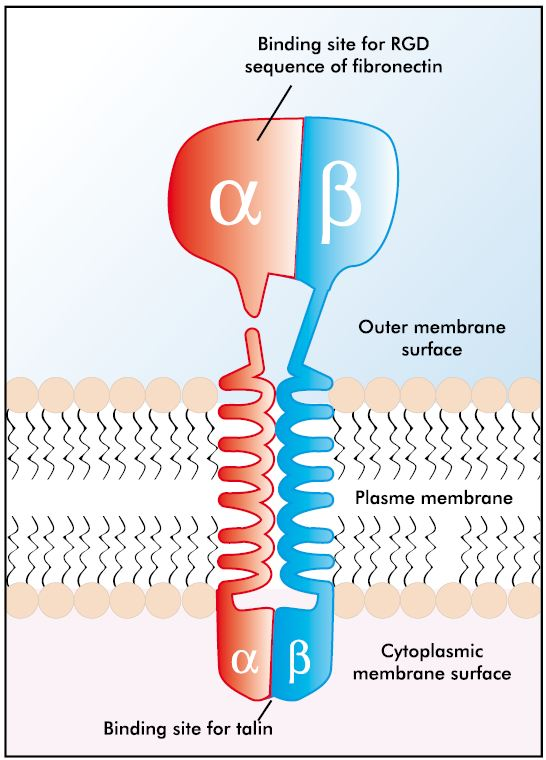 Binding site for RGD
sequence of fibronectin
α
β
Outer membrane
surface
Plasme membrane
α
β
Cytoplasmic
membrane surface
Binding site for talin